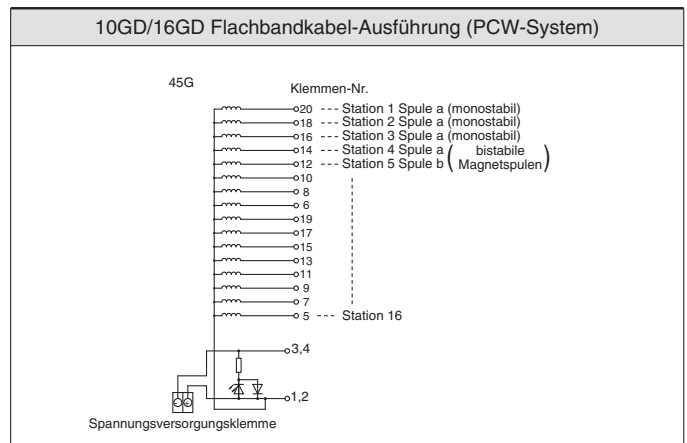 10GD/16GD Flachbandkabel-Ausführung (PCW-System)
45G
Klemmen-Nr.
20 --- Station 1 Spule a (monostabil)
18 --- Station 2 Spule a (monostabil)
16 --- Station 3 Spule a (monostabil)
14 --- Station 4 Spule a ( bistabile
12 --- Station 5 Spule b ( Magnetspulen )
10
8
6
19
17
15
13
11
9
7
5 --- Station 16
3,4
1,2
Spannungsversorgungsklemme